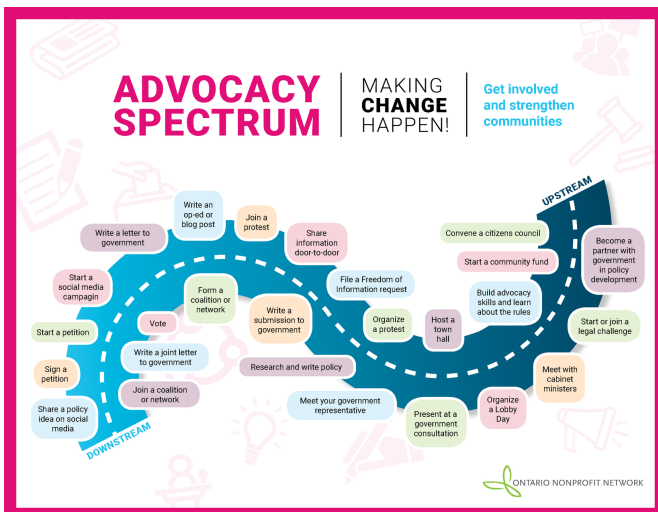 ADVOCACY
SPECTRUM
MAKING
CHANGE
HAPPEN!
Get involved
and strengthen
communities
UPSTREAM
Write an
op-ed or
blog post
Join a
protest
Write a letter to
government
Share
information
door-to-door
Convene a citizens council
Become a
partner with
government
in policy
development
Start a community fund
Start a
social media
campagin
File a Freedom of
Information request
Form a
coalition or
network
Build advocacy
skills and learn
about the rules
Write a
submission to
government
Organize
a protest
Host a
town
hall
Start or join a
legal challenge
Vote
Start a petition
Write a joint letter
to government
Research and write policy
Meet with
cabinet
ministers
Sign a
petition
Join a coalition
or network
Meet your government
representative
Organize
a Lobby
Day
Share a policy
idea on social
media
Present at a
government
consultation
DOWNSTREAM
ONTARIO NONPROFIT NETWORK